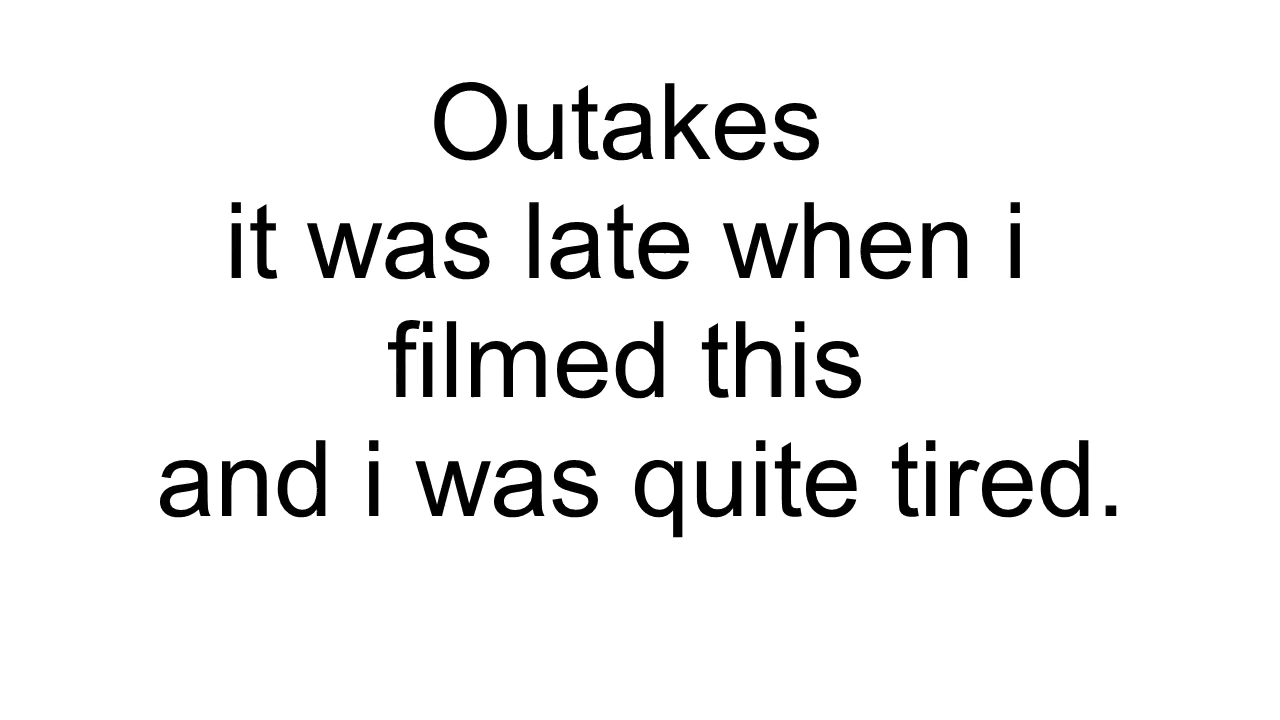 Outakes
it was late when i
filmed this
and i was quite tired.